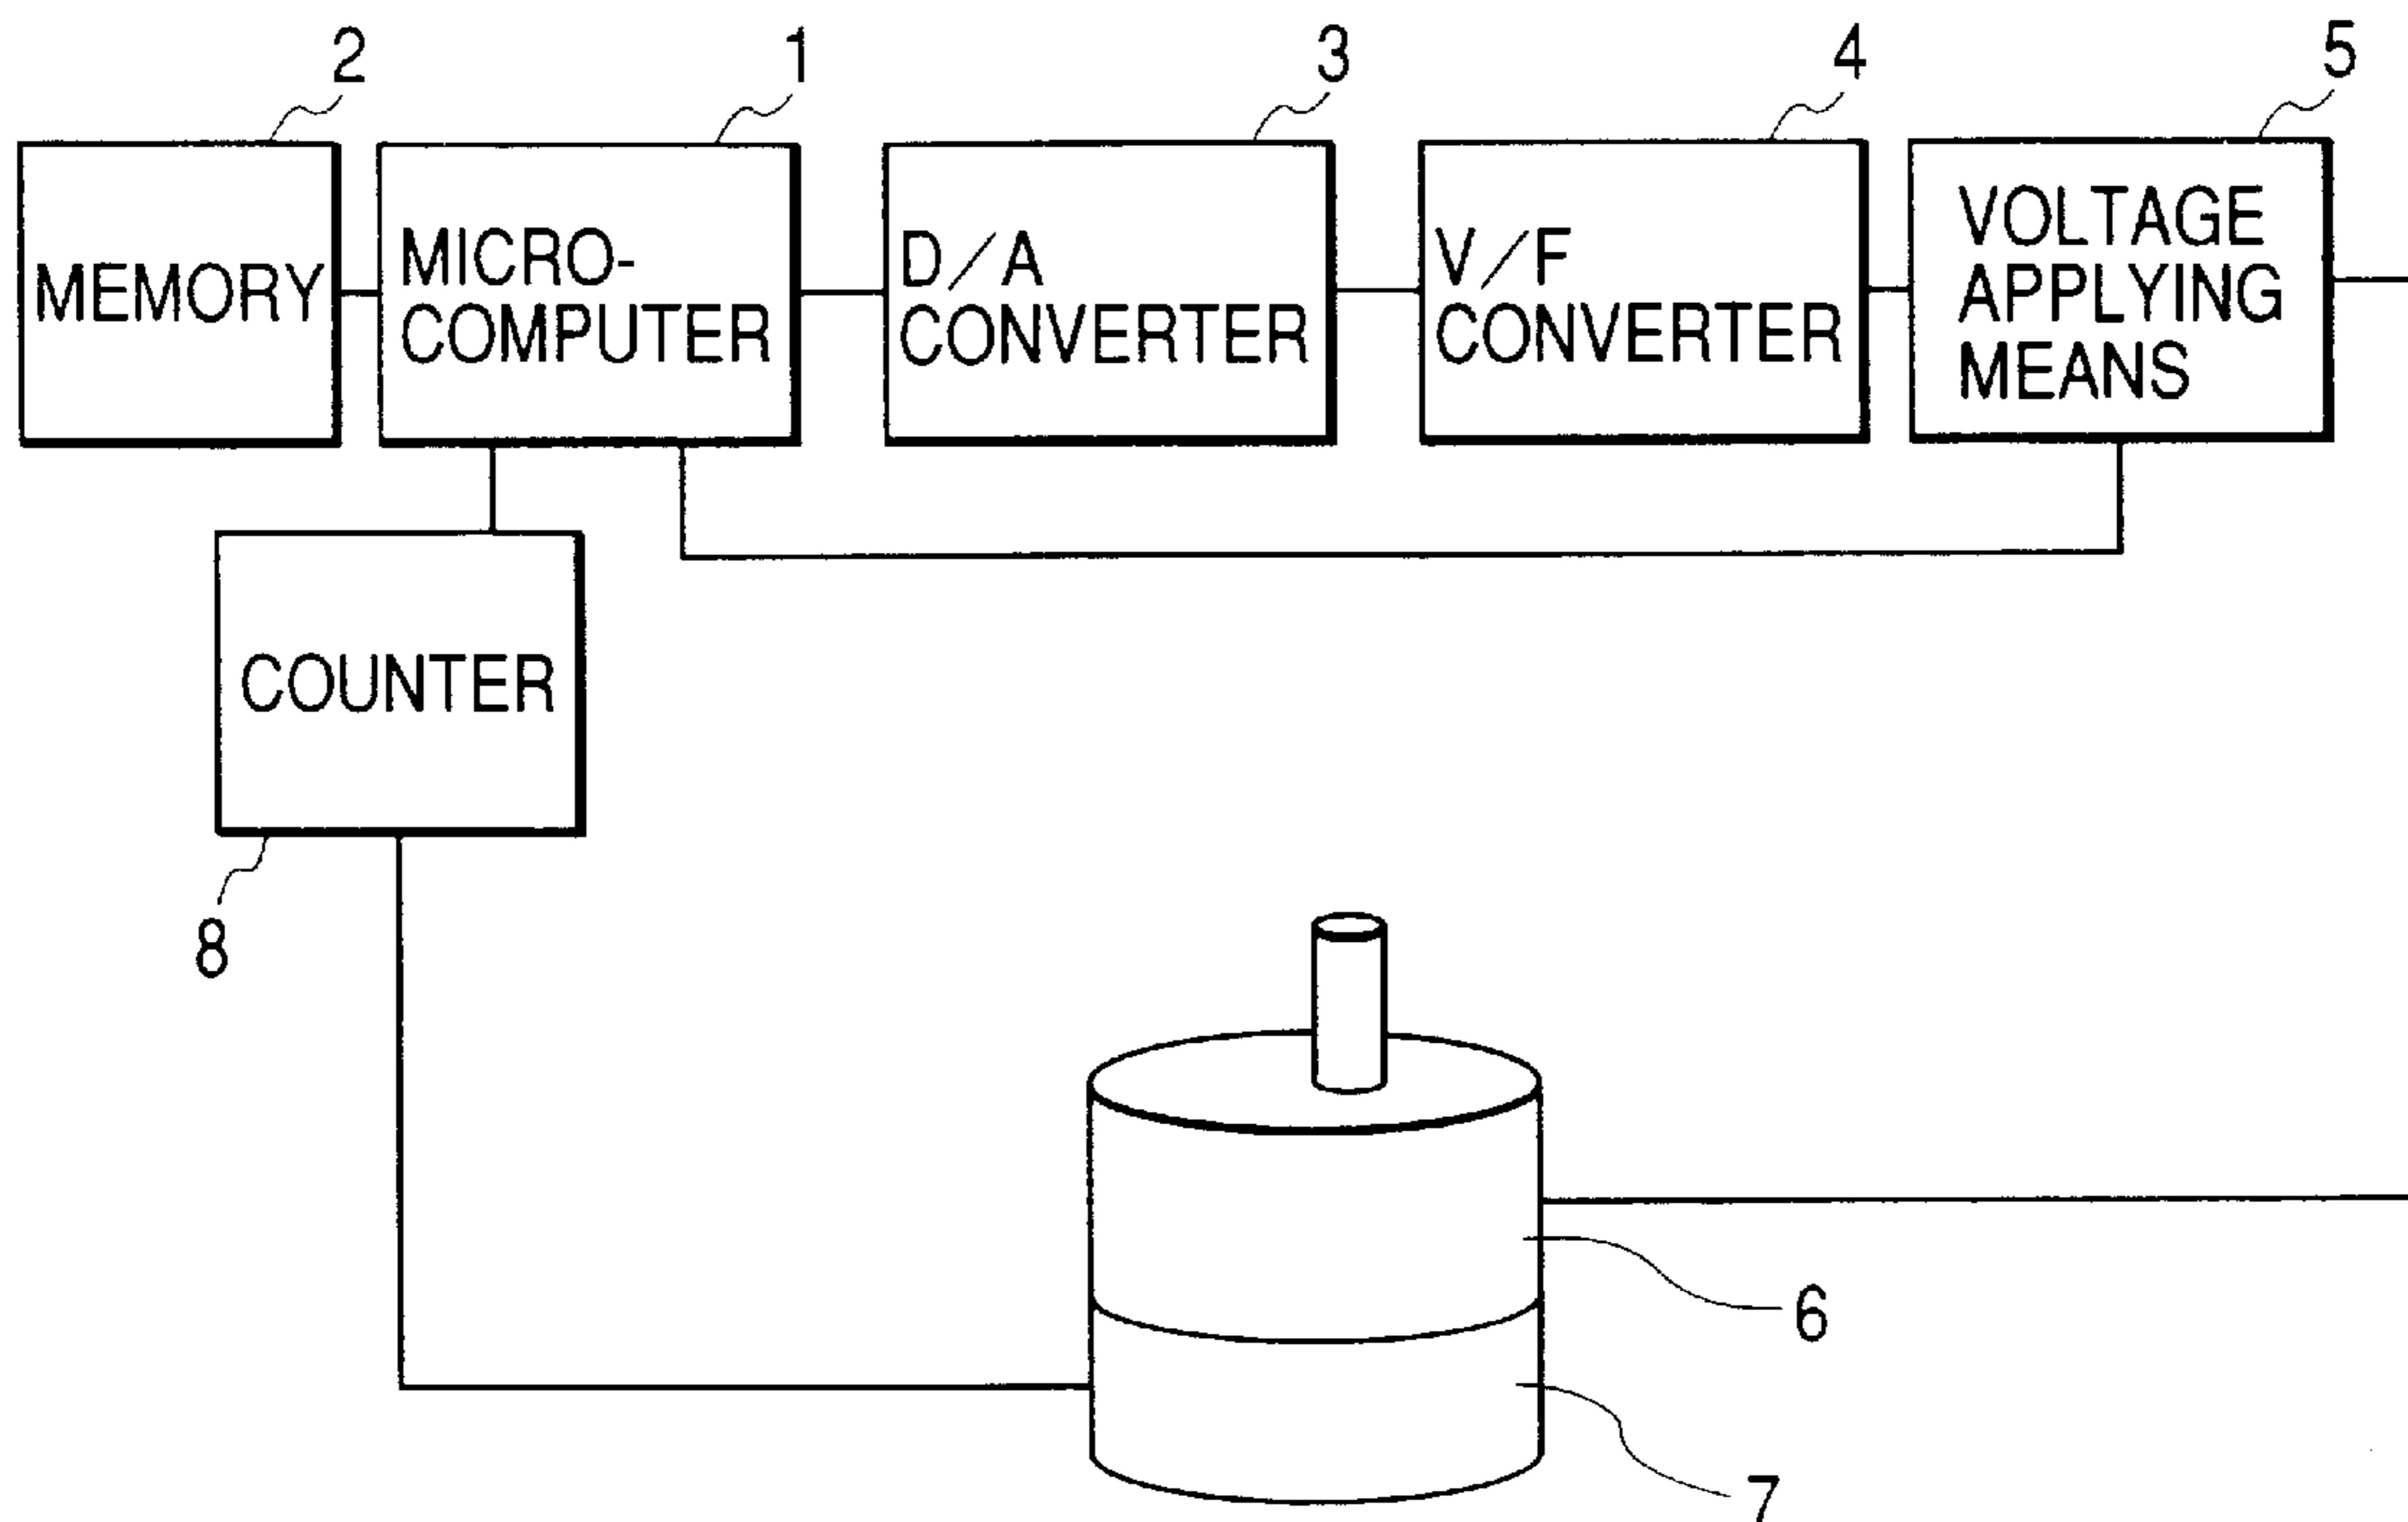 2
1
3
4
5
MEMORY
MICRO-
COMPUTER
D/A
CONVERTER
V/F
CONVERTER
VOLTAGE
APPLYING
MEANS
COUNTER
8
6
7